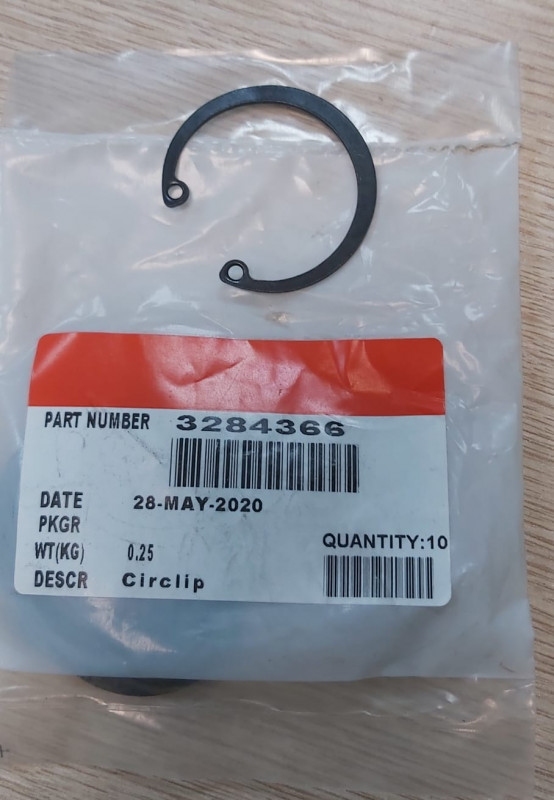 PART NUMBER 3284366
DATE 28-MAY-2020
PKGR
WT(KG) 0.25
QUANTITY:10
DESCR Circlip